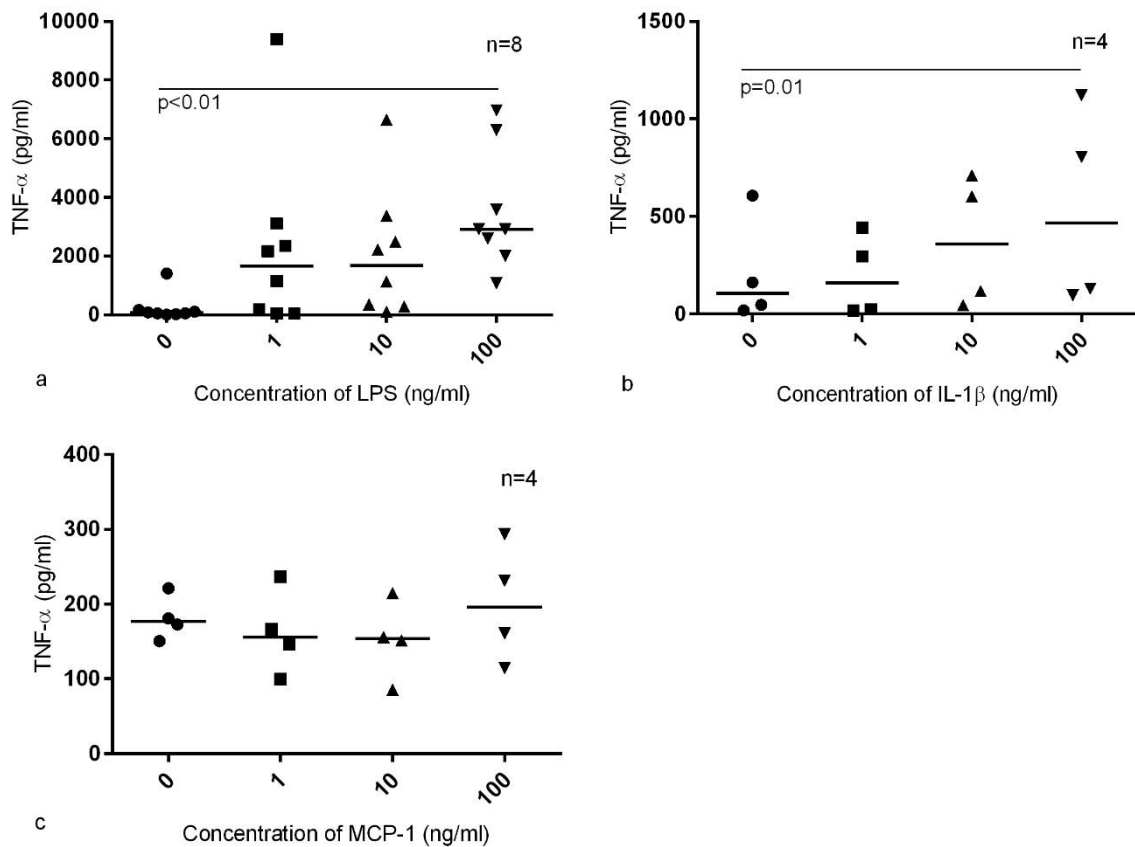 10000
8000
6000
4000
2000
0
TNF-α (pg/ml)
n=8
p<0.01
0 1 10 100
a
Concentration of LPS (ng/ml)
1500
1000
500
0
TNF-α (pg/ml)
n=4
p=0.01
0 1 10 100
b
Concentration of IL-1β (ng/ml)
400
300
200
100
0
TNF-α (pg/ml)
n=4
0 1 10 100
c
Concentration of MCP-1 (ng/ml)